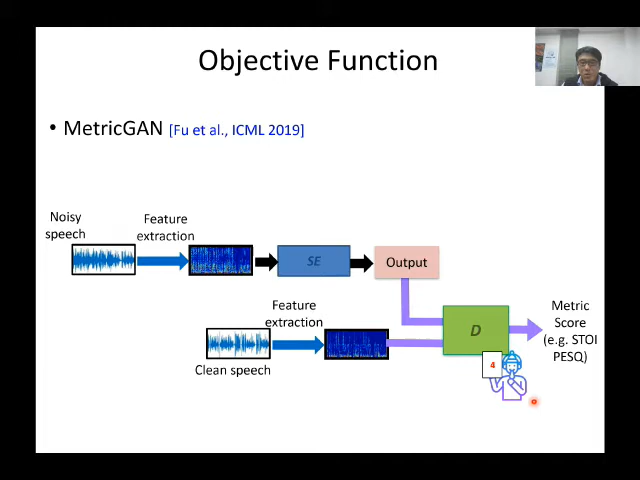 Objective Function
• MetricGAN [Fu et al., ICML 2019]
Noisy
speech
Feature
extraction
SE
Output
Feature
extraction
Clean speech
D
4
Metric
Score
(e.g. STOI
PESQ)